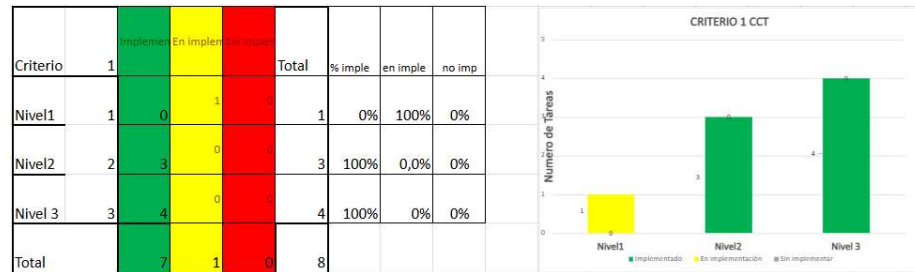 Criterio 1 Implemen En implem Sin imple Total % imple en imple no imp
Nivel1 1 0 1 0 1 0% 100% 0%
Nivel2 2 3 0 0 3 100% 0,0% 0%
Nivel 3 3 4 0 0 4 100% 0% 0%
Total 7 1 0 8
CRITERIO 1 CCT
Numero de Tareas
5
4
3
2
1
0
1
0
3
0
4
0
Nivel1 Nivel2 Nivel 3
Implementado En implementación Sin implementar